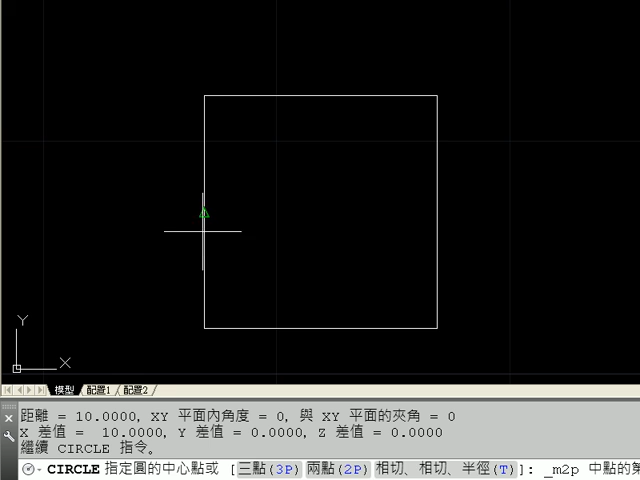 Y
X
模型 配置1 配置2
距離 = 10.0000, XY 平面內角度 = 0, 與 XY 平面的夾角 = 0
X 差值 = 10.0000, Y 差值 = 0.0000, Z 差值 = 0.0000
繼續 CIRCLE 指令。
CIRCLE 指定圓的中心點或 [三點(3P) 兩點(2P) 相切、相切、半徑(T)]: _m2p 中點的第